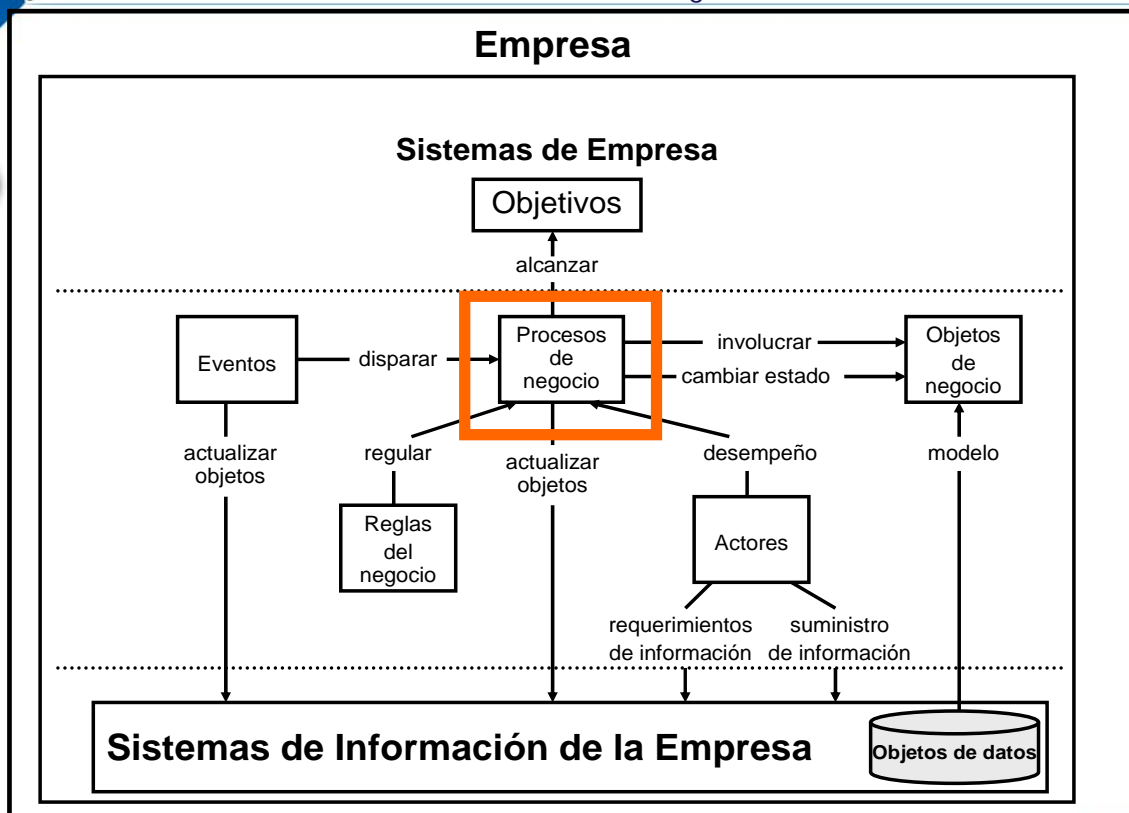 Empresa
Sistemas de Empresa
Objetivos
alcanzar
Eventos
disparar
Procesos
de
negocio
involucrar
cambiar estado
Objetos
de
negocio
actualizar
objetos
regular
actualizar
objetos
desempeño
modelo
Reglas
del
negocio
Actores
requerimientos
de información
suministro
de información
Sistemas de Información de la Empresa
Objetos de datos